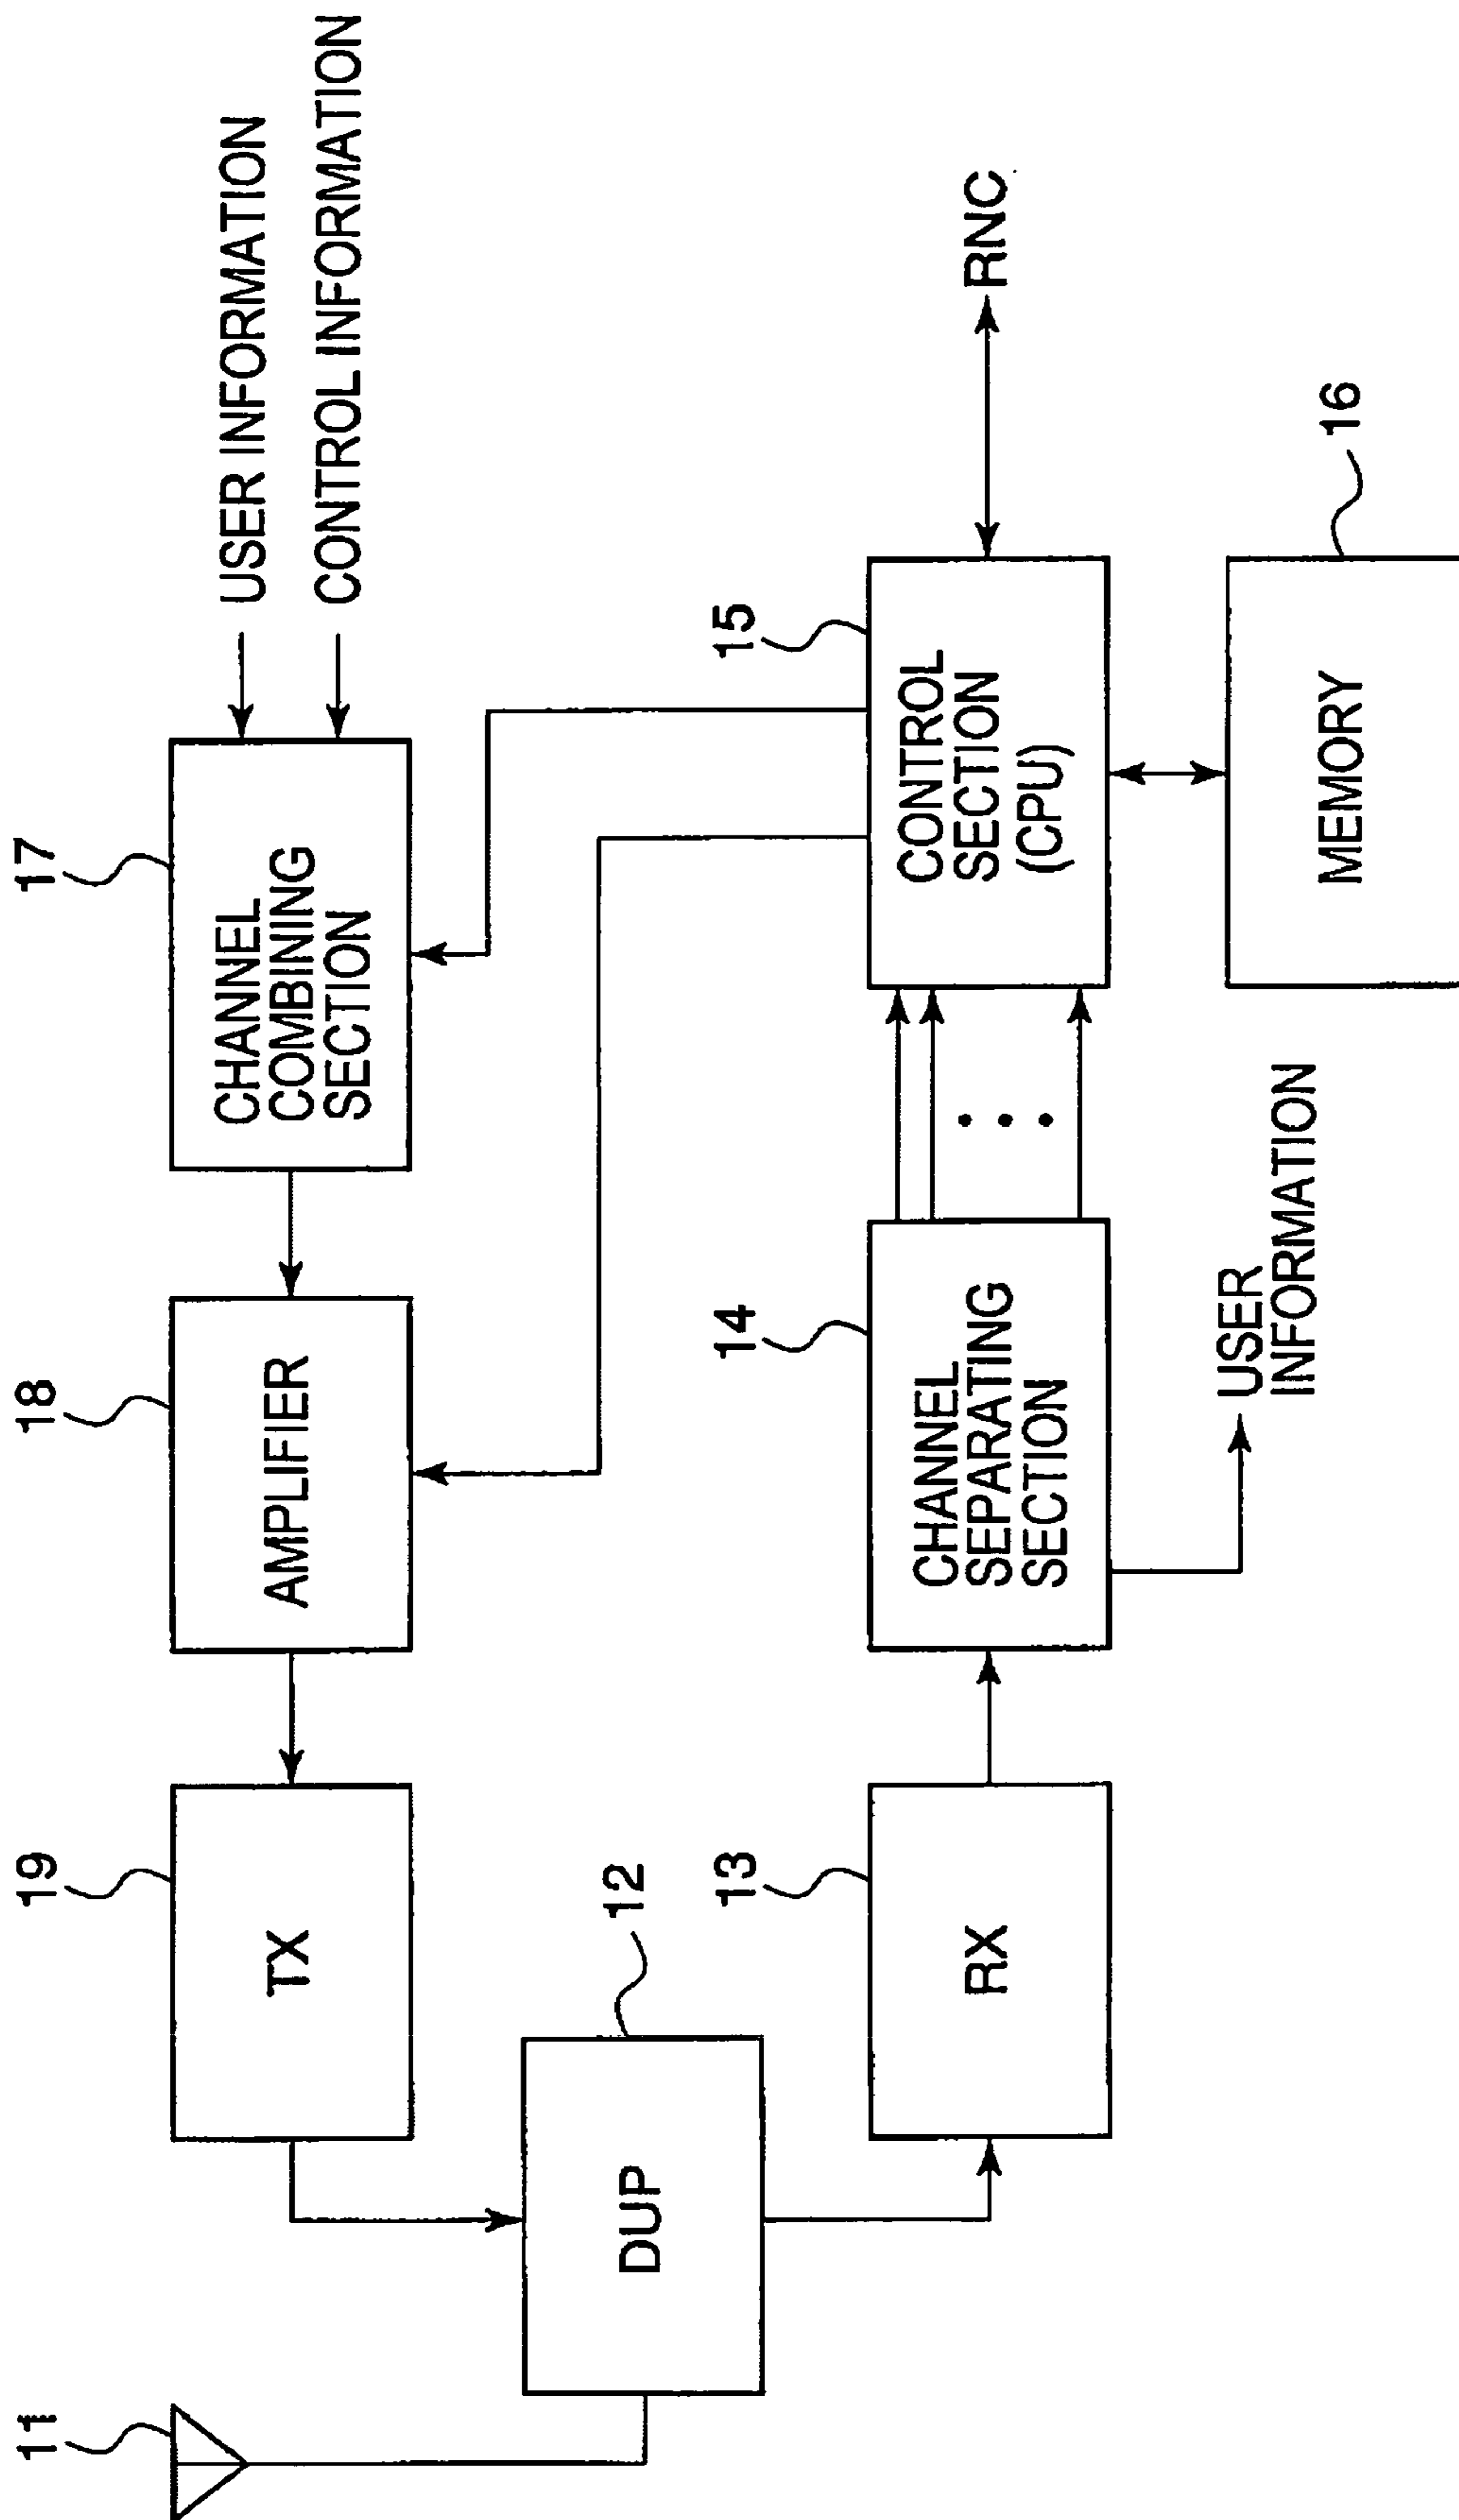 11
19
18
17
TX
AMPLIFIER
CHANNEL
COMBINING
SECTION
USER INFORMATION
CONTROL INFORMATION
12
DUP
13
14
15
RX
CHANNEL
SEPARATING
SECTION
CONTROL
SECTION
(CPU)
RNC
USER
INFORMATION
16
MEMORY